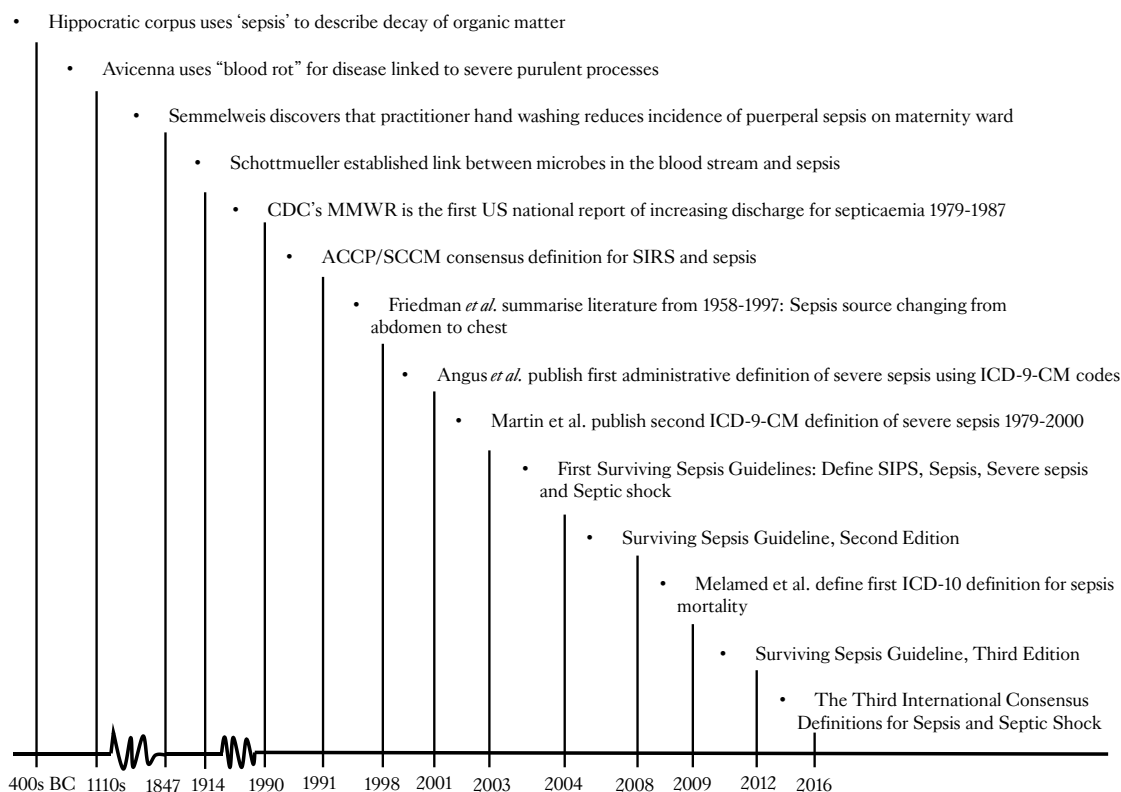 • Hippocratic corpus uses ‘sepsis’ to describe decay of organic matter
• Avicenna uses “blood rot” for disease linked to severe purulent processes
• Semmelweis discovers that practitioner hand washing reduces incidence of puerperal sepsis on maternity ward
• Schottmueller established link between microbes in the blood stream and sepsis
• CDC’s MMWR is the first US national report of increasing discharge for septicaemia 1979-1987
• ACCP/SCCM consensus definition for SIRS and sepsis
• Friedman et al. summarise literature from 1958-1997: Sepsis source changing from
abdomen to chest
• Angus et al. publish first administrative definition of severe sepsis using ICD-9-CM codes
• Martin et al. publish second ICD-9-CM definition of severe sepsis 1979-2000
• First Surviving Sepsis Guidelines: Define SIPS, Sepsis, Severe sepsis
and Septic shock
• Surviving Sepsis Guideline, Second Edition
• Melamed et al. define first ICD-10 definition for sepsis
mortality
• Surviving Sepsis Guideline, Third Edition
• The Third International Consensus
Definitions for Sepsis and Septic Shock
400s BC 1110s 1847 1914 1990 1991 1998 2001 2003 2004 2008 2009 2012 2016